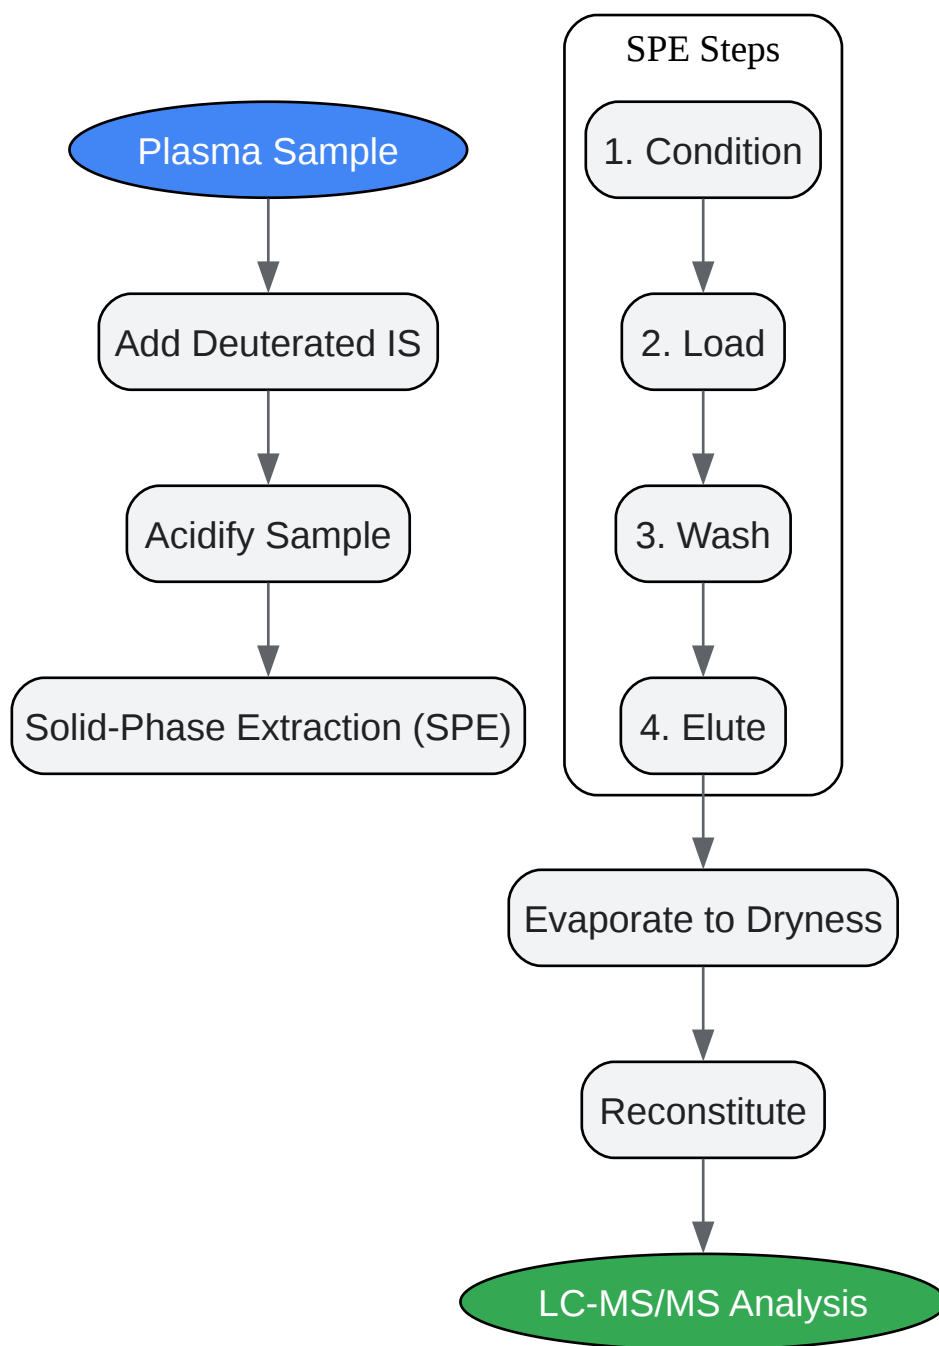 Plasma Sample
Add Deuterated IS
Acidify Sample
Solid-Phase Extraction (SPE)
SPE Steps
1. Condition
2. Load
3. Wash
4. Elute
Evaporate to Dryness
Reconstitute
LC-MS/MS Analysis